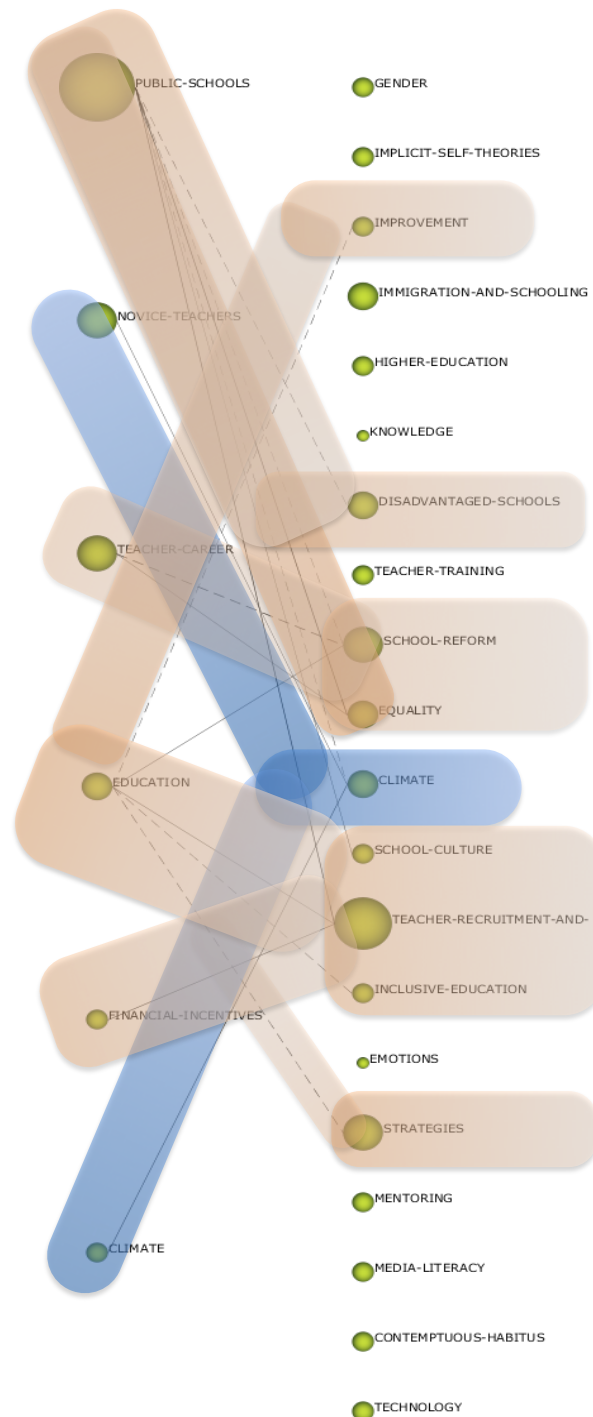 PUBLIC-SCHOOLS
NOVICE-TEACHERS
TEACHER-CAREER
EDUCATION
FINANCIAL-INCENTIVES
CLIMATE
GENDER
IMPLICIT-SELF-THEORIES
IMPROVEMENT
IMMIGRATION-AND-SCHOOLING
HIGHER-EDUCATION
KNOWLEDGE
DISADVANTAGED-SCHOOLS
TEACHER-TRAINING
SCHOOL-REFORM
EQUALITY
CLIMATE
SCHOOL-CULTURE
TEACHER-RECRUITMENT-AND-
INCLUSIVE-EDUCATION
EMOTIONS
STRATEGIES
MENTORING
MEDIA-LITERACY
CONTEMPTUOUS-HABITUS
TECHNOLOGY